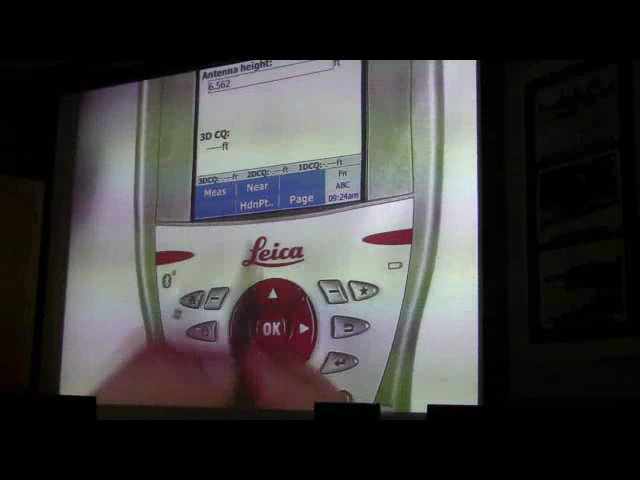 Antenna height:
6.562 ft
3D CQ:
-----ft
3DCQ:-.---ft 2DCQ:-.---ft 1DCQ:-.---ft
Meas Near Fn
HdnPt.. Page ABC
09:24am
Leica
OK